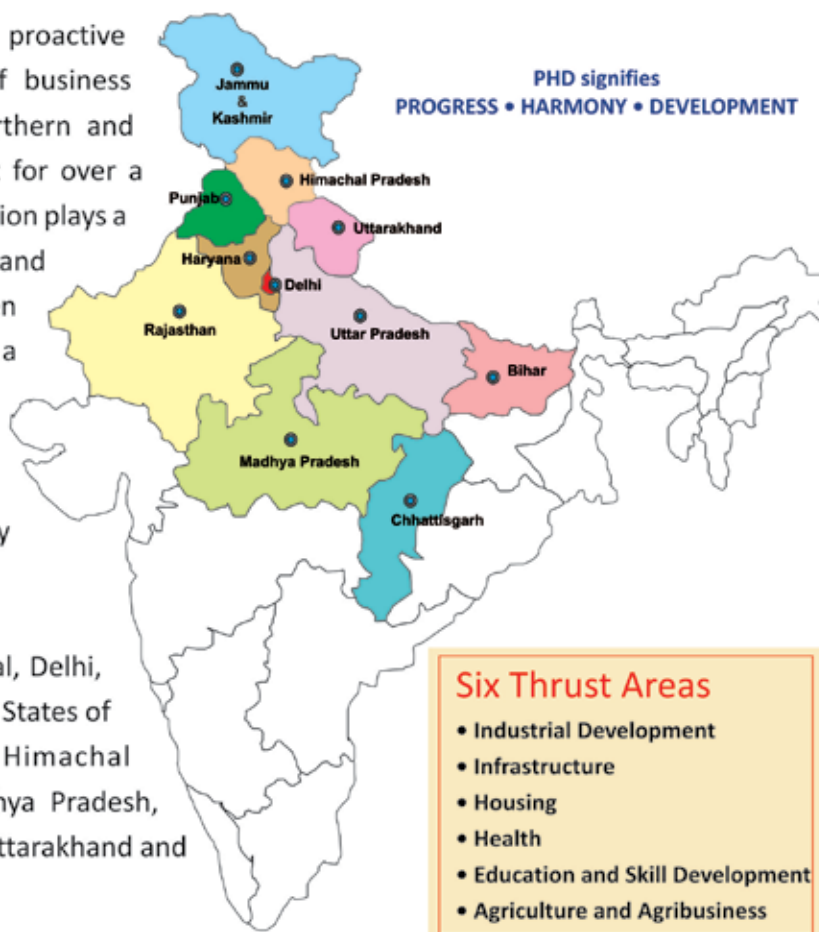 proactive
business
rthern and
for over a
ion plays a
and
n
a
y
al, Delhi,
States of
Himachal
hya Pradesh,
ttarakhand and
PHD signifies
PROGRESS • HARMONY • DEVELOPMENT
Jammu
&
Kashmir
Himachal Pradesh
Punjab
Uttarakhand
Haryana
Delhi
Rajasthan
Uttar Pradesh
Bihar
Madhya Pradesh
Chhattisgarh
Six Thrust Areas
• Industrial Development
• Infrastructure
• Housing
• Health
• Education and Skill Development
• Agriculture and Agribusiness